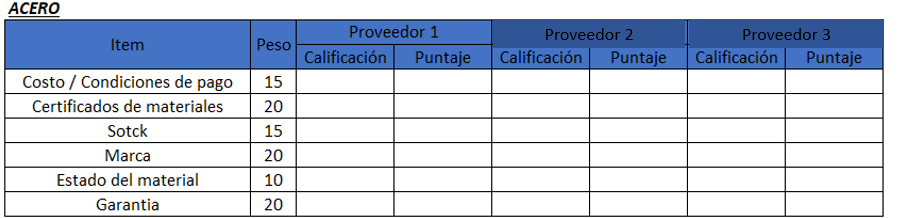 ACERO
Item Peso Proveedor 1 Proveedor 2 Proveedor 3
Calificación Puntaje Calificación Puntaje Calificación Puntaje
Costo / Condiciones de pago 15
Certificados de materiales 20
Sotck 15
Marca 20
Estado del material 10
Garantia 20